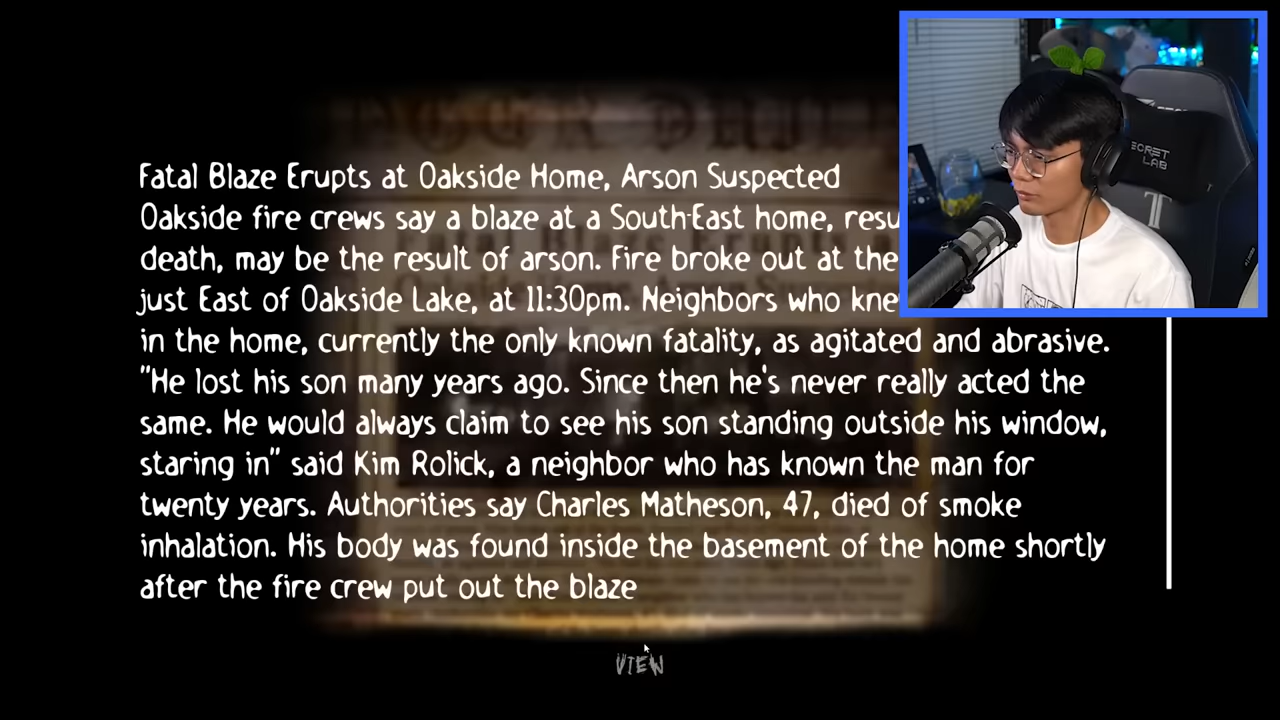 Fatal Blaze Erupts at Oakside Home, Arson Suspected
Oakside fire crews say a blaze at a South-East home,
death, may be the result of arson. Fire broke out at the
just East of Oakside Lake, at 11:30pm. Neighbors who
in the home, currently the only known fatality, as agitated and abrasive.
"He lost his son many years ago. Since then he's never really acted the
same. He would always claim to see his son standing outside his window,
staring in" said Kim Rolick, a neighbor who has known the man for
twenty years. Authorities say Charles Matheson, 47, died of smoke
inhalation. His body was found inside the basement of the home shortly
after the fire crew put out the blaze
VIEW
SECRET
LAB